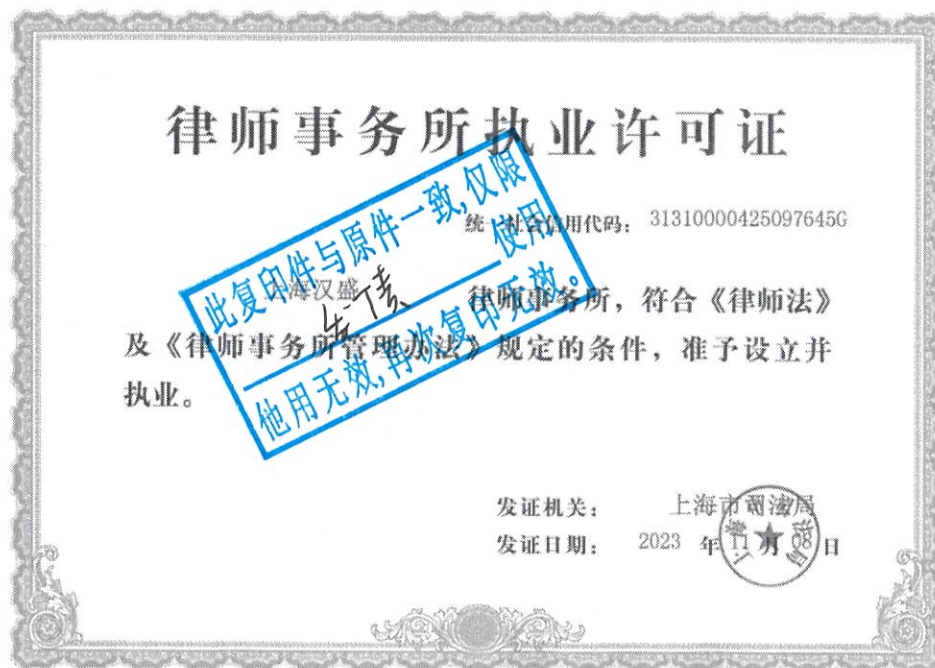 律师事务所执业许可证
统一社会信用代码: 31310000425097645G
上海汉盛 律师事务所, 符合《律师法》
及《律师事务所管理办法》规定的条件, 准予设立并
执业。
此复印件与原件一致,仅限
使用
他用无效,再次复印无效。
发证机关: 上海市司法局
发证日期: 2023 年 11 月 08 日